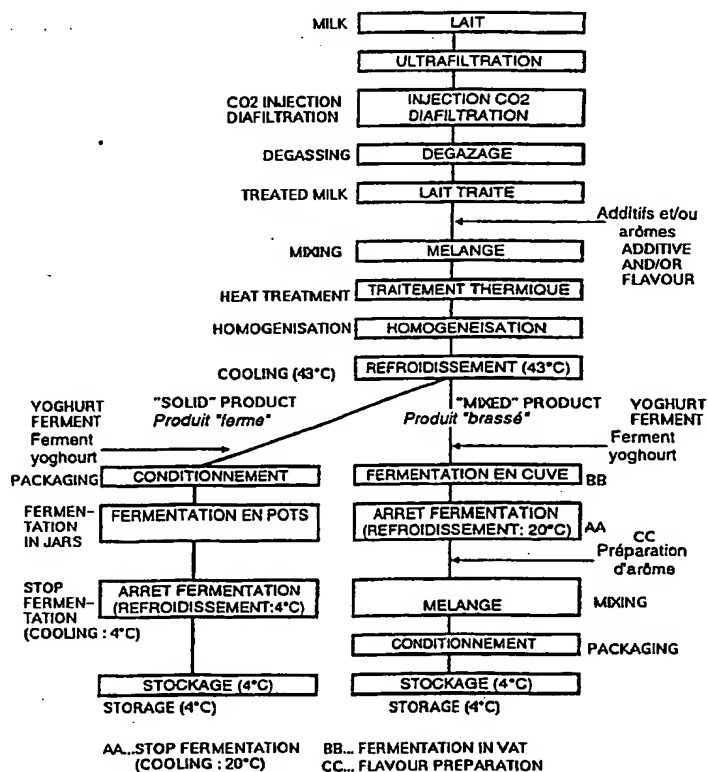 MILK
LAIT
ULTRAFILTRATION
CO2 INJECTION
DIAFILTRATION
INJECTION CO2
DIAFILTRATION
DEGASSING
DEGAZAGE
TREATED MILK
LAIT TRAITE
Additifs et/ou
arômes
ADDITIVE
AND/OR
FLAVOUR
MIXING
MELANGE
HEAT TREATMENT
TRAITEMENT THERMIQUE
HOMOGENISATION
HOMOGENEISATION
COOLING (43°C)
REFROIDISSEMENT (43°C)
YOGHURT
FERMENT
Ferment
yoghourt
"SOLID" PRODUCT
Produit "ferme"
"MIXED" PRODUCT
Produit "brassé"
YOGHURT
FERMENT
Ferment
yoghourt
PACKAGING
CONDITIONNEMENT
FERMENTATION EN CUVE
BB
FERMEN-
TATION
IN JARS
FERMENTATION EN POTS
ARRET FERMENTATION
(REFROIDISSEMENT: 20°C)
AA
CC
Préparation
d'arôme
STOP
FERMEN-
TATION
(COOLING : 4°C)
ARRET FERMENTATION
(REFROIDISSEMENT:4°C)
MELANGE
MIXING
CONDITIONNEMENT
PACKAGING
STOCKAGE (4°C)
STORAGE (4°C)
STOCKAGE (4°C)
STORAGE (4°C)
AA...STOP FERMENTATION
(COOLING : 20°C)
BB... FERMENTATION IN VAT
CC... FLAVOUR PREPARATION